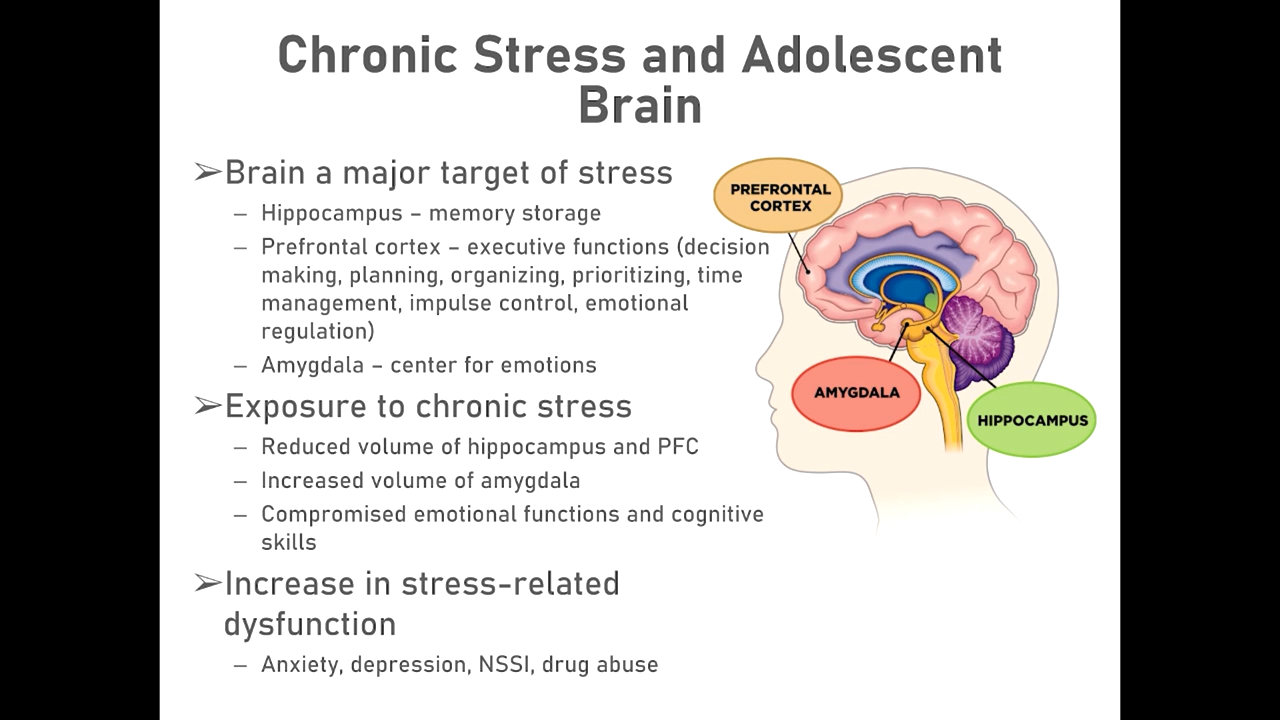 Chronic Stress and Adolescent
Brain
➢Brain a major target of stress
– Hippocampus – memory storage
– Prefrontal cortex – executive functions (decision
making, planning, organizing, prioritizing, time
management, impulse control, emotional
regulation)
– Amygdala – center for emotions
➢Exposure to chronic stress
– Reduced volume of hippocampus and PFC
– Increased volume of amygdala
– Compromised emotional functions and cognitive
skills
➢Increase in stress-related
dysfunction
– Anxiety, depression, NSSI, drug abuse
PREFRONTAL
CORTEX
AMYGDALA
HIPPOCAMPUS